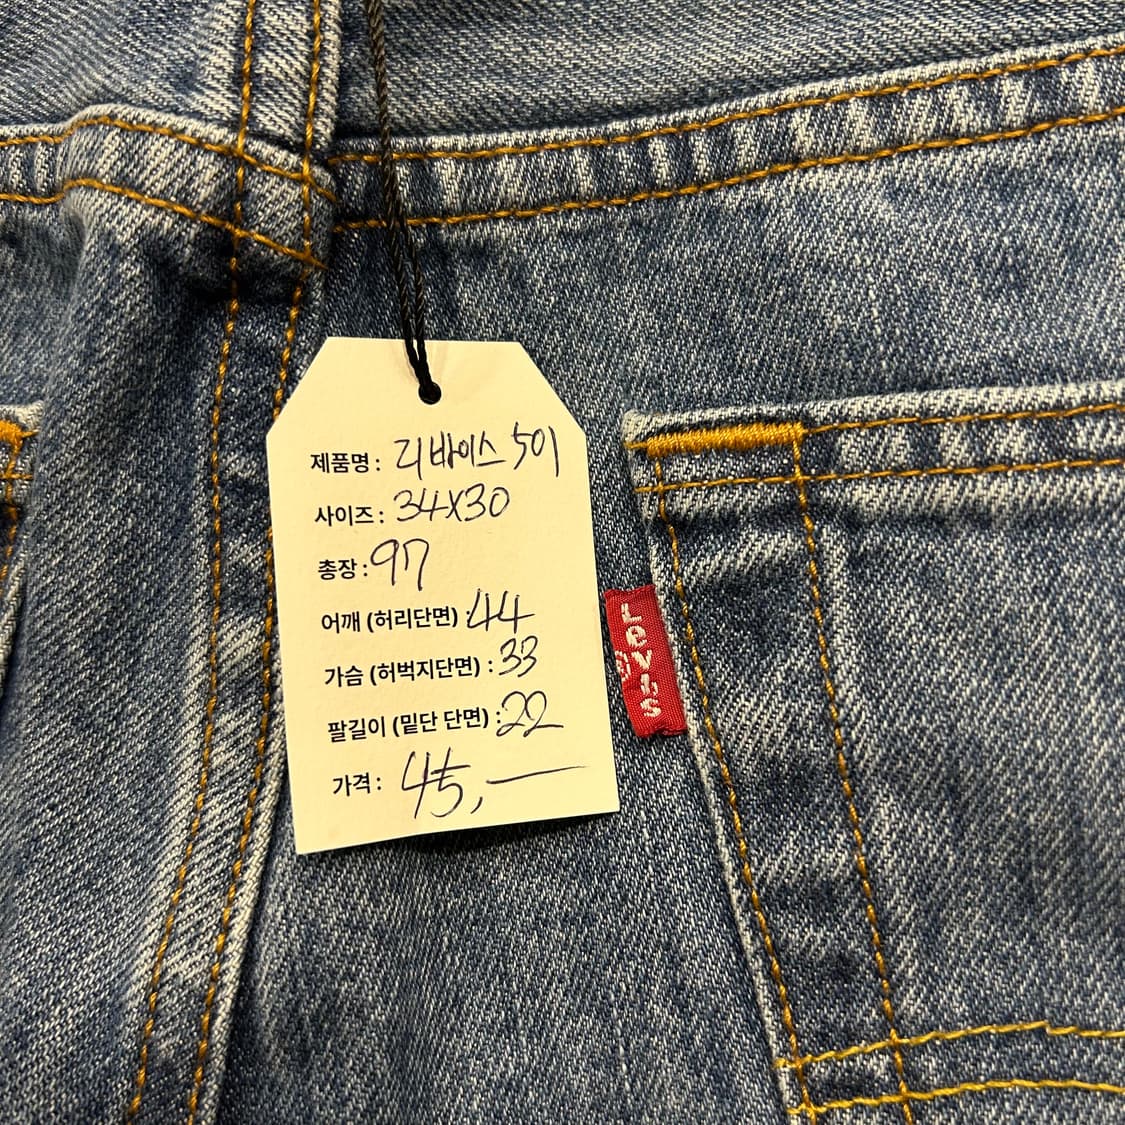 제품명 : 리바이스 501
사이즈 : 34X30
총장 : 97
어깨 (허리단면) : 44
가슴 (허벅지단면) : 33
팔길이 (밑단 단면) : 22
가격 : 45,—
Levi's